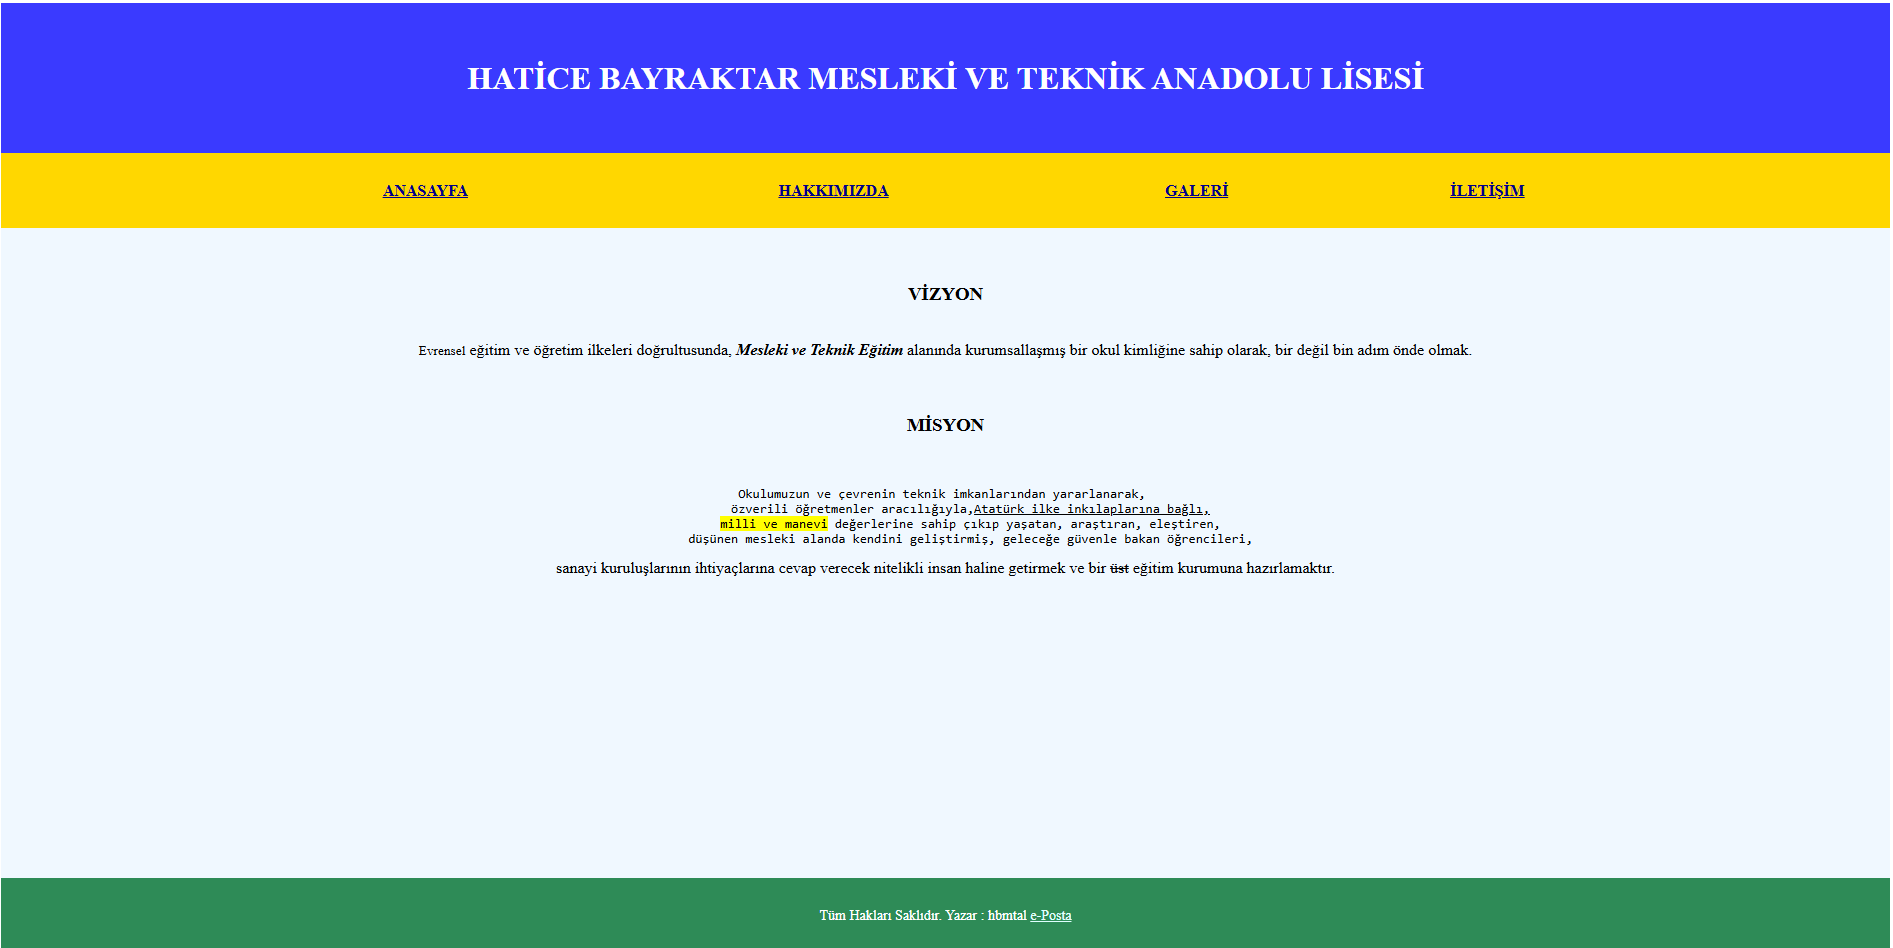 HATİCE BAYRAKTAR MESLEKİ VE TEKNİK ANADOLU LİSESİ
ANASAYFA HAKKIMIZDA GALERİ İLETİŞİM
VİZYON
Evrensel eğitim ve öğretim ilkeleri doğrultusunda, Mesleki ve Teknik Eğitim alanında kurumsallaşmış bir okul kimliğine sahip olarak, bir değil bin adım önde olmak.
MİSYON
Okulumuzun ve çevrenin teknik imkanlarından yararlanarak,
özverili öğretmenler aracılığıyla,Atatürk ilke inkılaplarına bağlı,
milli ve manevi değerlerine sahip çıkıp yaşatan, araştıran, eleştiren,
düşünen mesleki alanda kendini geliştirmiş, geleceğe güvenle bakan öğrencileri,
sanayi kuruluşlarının ihtiyaçlarına cevap verecek nitelikli insan haline getirmek ve bir üst eğitim kurumuna hazırlamaktır.
Tüm Hakları Saklıdır. Yazar : hbmtal e-Posta